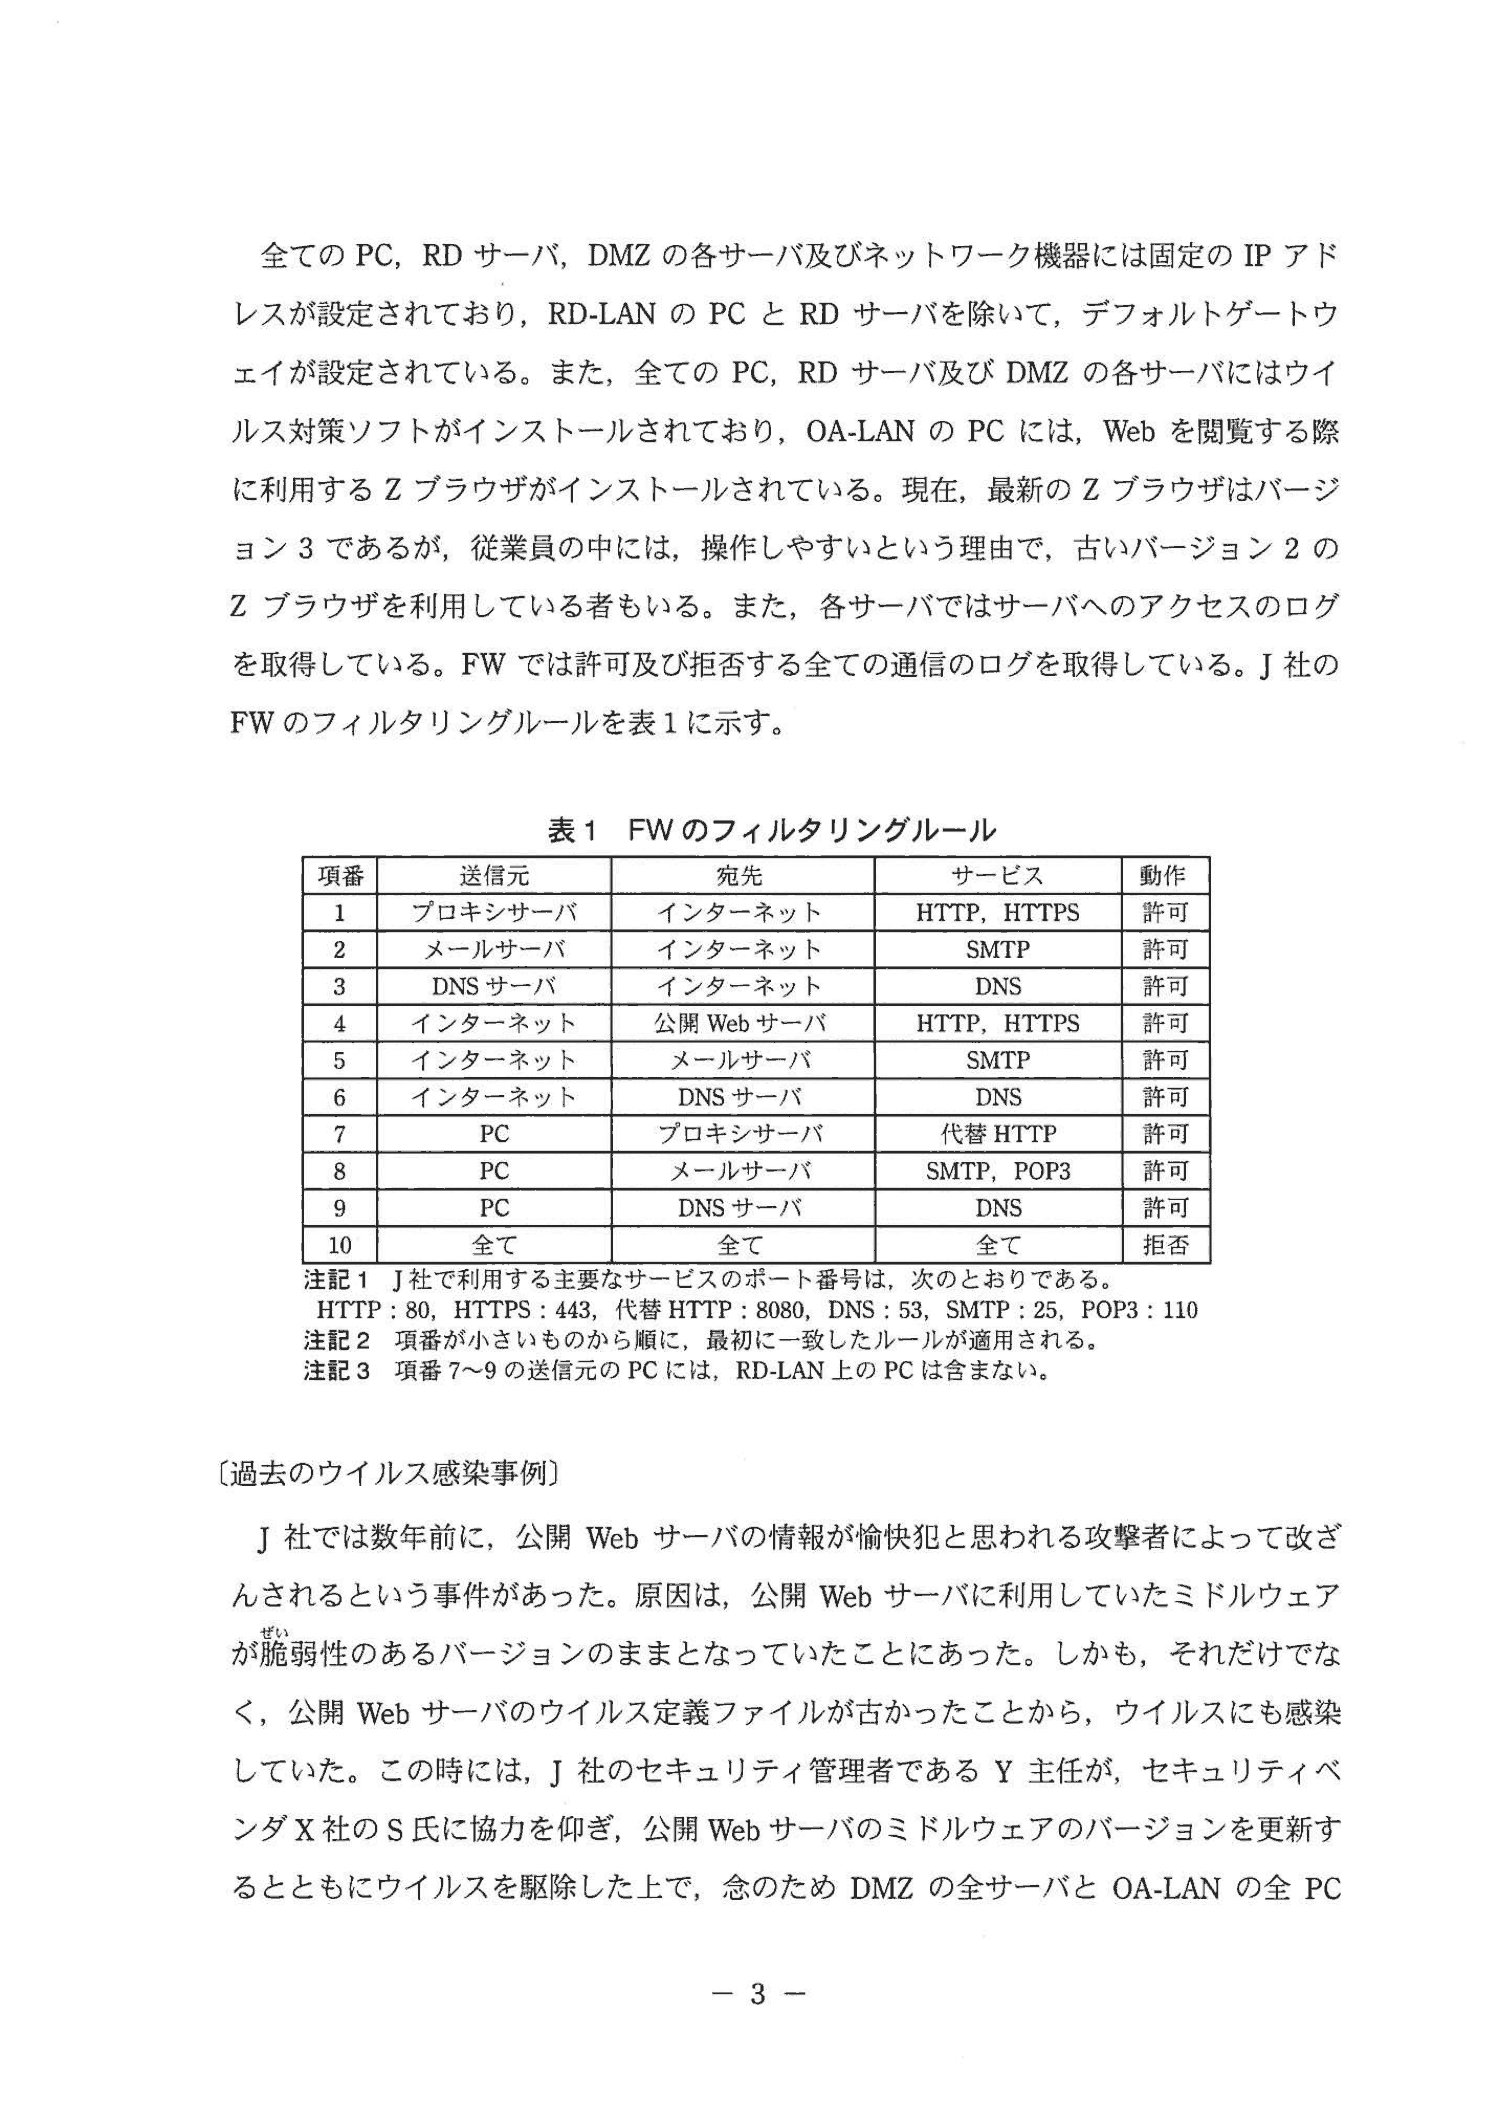 全ての PC，RD サーバ，DMZ の各サーバ及びネットワーク機器には固定の IP アド
レスが設定されており，RD-LAN の PC と RD サーバを除いて，デフォルトゲートウ
ェイが設定されている。また，全ての PC，RD サーバ及び DMZ の各サーバにはウイ
ルス対策ソフトがインストールされており，OA-LAN の PC には，Web を閲覧する際
に利用する Z ブラウザがインストールされている。現在，最新の Z ブラウザはバージ
ョン 3 であるが，従業員の中には，操作しやすいという理由で，古いバージョン 2 の
Z ブラウザを利用している者もいる。また，各サーバではサーバへのアクセスのログ
を取得している。FW では許可及び拒否する全ての通信のログを取得している。J 社の
FW のフィルタリングルールを表 1 に示す。
表 1　FW のフィルタリングルール
項番 送信元 宛先 サービス 動作
1 プロキシサーバ インターネット HTTP，HTTPS 許可
2 メールサーバ インターネット SMTP 許可
3 DNS サーバ インターネット DNS 許可
4 インターネット 公開 Web サーバ HTTP，HTTPS 許可
5 インターネット メールサーバ SMTP 許可
6 インターネット DNS サーバ DNS 許可
7 PC プロキシサーバ 代替 HTTP 許可
8 PC メールサーバ SMTP，POP3 許可
9 PC DNS サーバ DNS 許可
10 全て 全て 全て 拒否
注記 1　J 社で利用する主要なサービスのポート番号は，次のとおりである。
HTTP：80，HTTPS：443，代替 HTTP：8080，DNS：53，SMTP：25，POP3：110
注記 2　項番が小さいものから順に，最初に一致したルールが適用される。
注記 3　項番 7〜9 の送信元の PC には，RD-LAN 上の PC は含まない。
〔過去のウイルス感染事例〕
J 社では数年前に，公開 Web サーバの情報が愉快犯と思われる攻撃者によって改ざ
んされるという事件があった。原因は，公開 Web サーバに利用していたミドルウェア
ぜい
が脆弱性のあるバージョンのままとなっていたことにあった。しかも，それだけでな
く，公開 Web サーバのウイルス定義ファイルが古かったことから，ウイルスにも感染
していた。この時には，J 社のセキュリティ管理者である Y 主任が，セキュリティベ
ンダ X 社の S 氏に協力を仰ぎ，公開 Web サーバのミドルウェアのバージョンを更新す
るとともにウイルスを駆除した上で，念のため DMZ の全サーバと OA-LAN の全 PC
－ 3 －